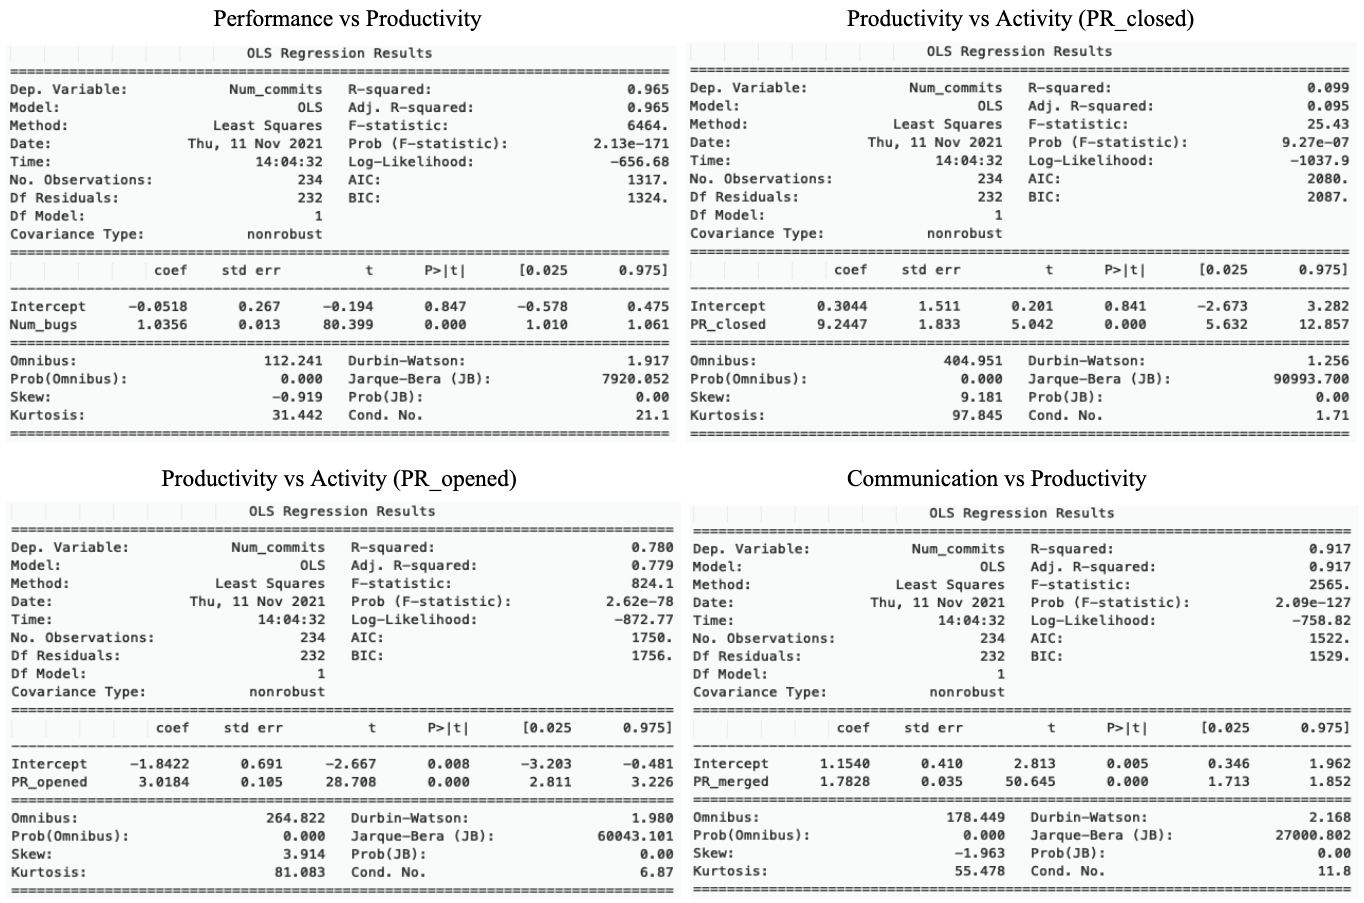 Performance vs Productivity
OLS Regression Results
Dep. Variable: Num_commits R-squared: 0.965
Model: OLS Adj. R-squared: 0.965
Method: Least Squares F-statistic: 6464.
Date: Thu, 11 Nov 2021 Prob (F-statistic): 2.13e-171
Time: 14:04:32 Log-Likelihood: -656.68
No. Observations: 234 AIC: 1317.
Df Residuals: 232 BIC: 1324.
Df Model: 1
Covariance Type: nonrobust
coef std err t P>|t| [0.025 0.975]
Intercept -0.0518 0.267 -0.194 0.847 -0.578 0.475
Num_bugs 1.0356 0.013 80.399 0.000 1.010 1.061
Omnibus: 112.241 Durbin-Watson: 1.917
Prob(Omnibus): 0.000 Jarque-Bera (JB): 7920.052
Skew: -0.919 Prob(JB): 0.00
Kurtosis: 31.442 Cond. No. 21.1
Productivity vs Activity (PR_closed)
OLS Regression Results
Dep. Variable: Num_commits R-squared: 0.099
Model: OLS Adj. R-squared: 0.095
Method: Least Squares F-statistic: 25.43
Date: Thu, 11 Nov 2021 Prob (F-statistic): 9.27e-07
Time: 14:04:32 Log-Likelihood: -1037.9
No. Observations: 234 AIC: 2080.
Df Residuals: 232 BIC: 2087.
Df Model: 1
Covariance Type: nonrobust
coef std err t P>|t| [0.025 0.975]
Intercept 0.3044 1.511 0.201 0.841 -2.673 3.282
PR_closed 9.2447 1.833 5.042 0.000 5.632 12.857
Omnibus: 404.951 Durbin-Watson: 1.256
Prob(Omnibus): 0.000 Jarque-Bera (JB): 90993.700
Skew: 9.181 Prob(JB): 0.00
Kurtosis: 97.845 Cond. No. 1.71
Productivity vs Activity (PR_opened)
OLS Regression Results
Dep. Variable: Num_commits R-squared: 0.780
Model: OLS Adj. R-squared: 0.779
Method: Least Squares F-statistic: 824.1
Date: Thu, 11 Nov 2021 Prob (F-statistic): 2.62e-78
Time: 14:04:32 Log-Likelihood: -872.77
No. Observations: 234 AIC: 1750.
Df Residuals: 232 BIC: 1756.
Df Model: 1
Covariance Type: nonrobust
coef std err t P>|t| [0.025 0.975]
Intercept -1.8422 0.691 -2.667 0.008 -3.203 -0.481
PR_opened 3.0184 0.105 28.708 0.000 2.811 3.226
Omnibus: 264.822 Durbin-Watson: 1.980
Prob(Omnibus): 0.000 Jarque-Bera (JB): 60043.101
Skew: 3.914 Prob(JB): 0.00
Kurtosis: 81.083 Cond. No. 6.87
Communication vs Productivity
OLS Regression Results
Dep. Variable: Num_commits R-squared: 0.917
Model: OLS Adj. R-squared: 0.917
Method: Least Squares F-statistic: 2565.
Date: Thu, 11 Nov 2021 Prob (F-statistic): 2.09e-127
Time: 14:04:32 Log-Likelihood: -758.82
No. Observations: 234 AIC: 1522.
Df Residuals: 232 BIC: 1529.
Df Model: 1
Covariance Type: nonrobust
coef std err t P>|t| [0.025 0.975]
Intercept 1.1540 0.410 2.813 0.005 0.346 1.962
PR_merged 1.7828 0.035 50.645 0.000 1.713 1.852
Omnibus: 178.449 Durbin-Watson: 2.168
Prob(Omnibus): 0.000 Jarque-Bera (JB): 27000.802
Skew: -1.963 Prob(JB): 0.00
Kurtosis: 55.478 Cond. No. 11.8